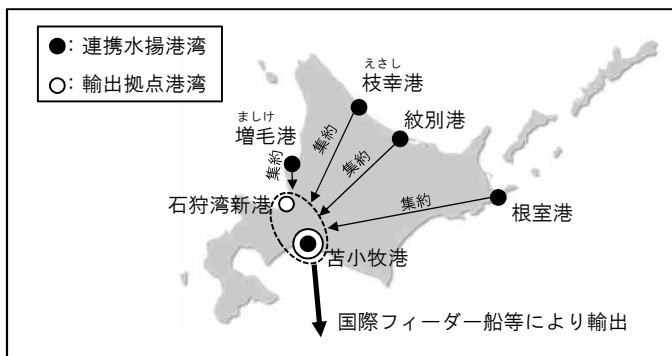 ●：連携水揚港湾
○：輸出拠点港湾
えさし
枝幸港
ましけ
増毛港
紋別港
集約
集約
集約
集約
石狩湾新港
根室港
苫小牧港
国際フィーダー船等により輸出